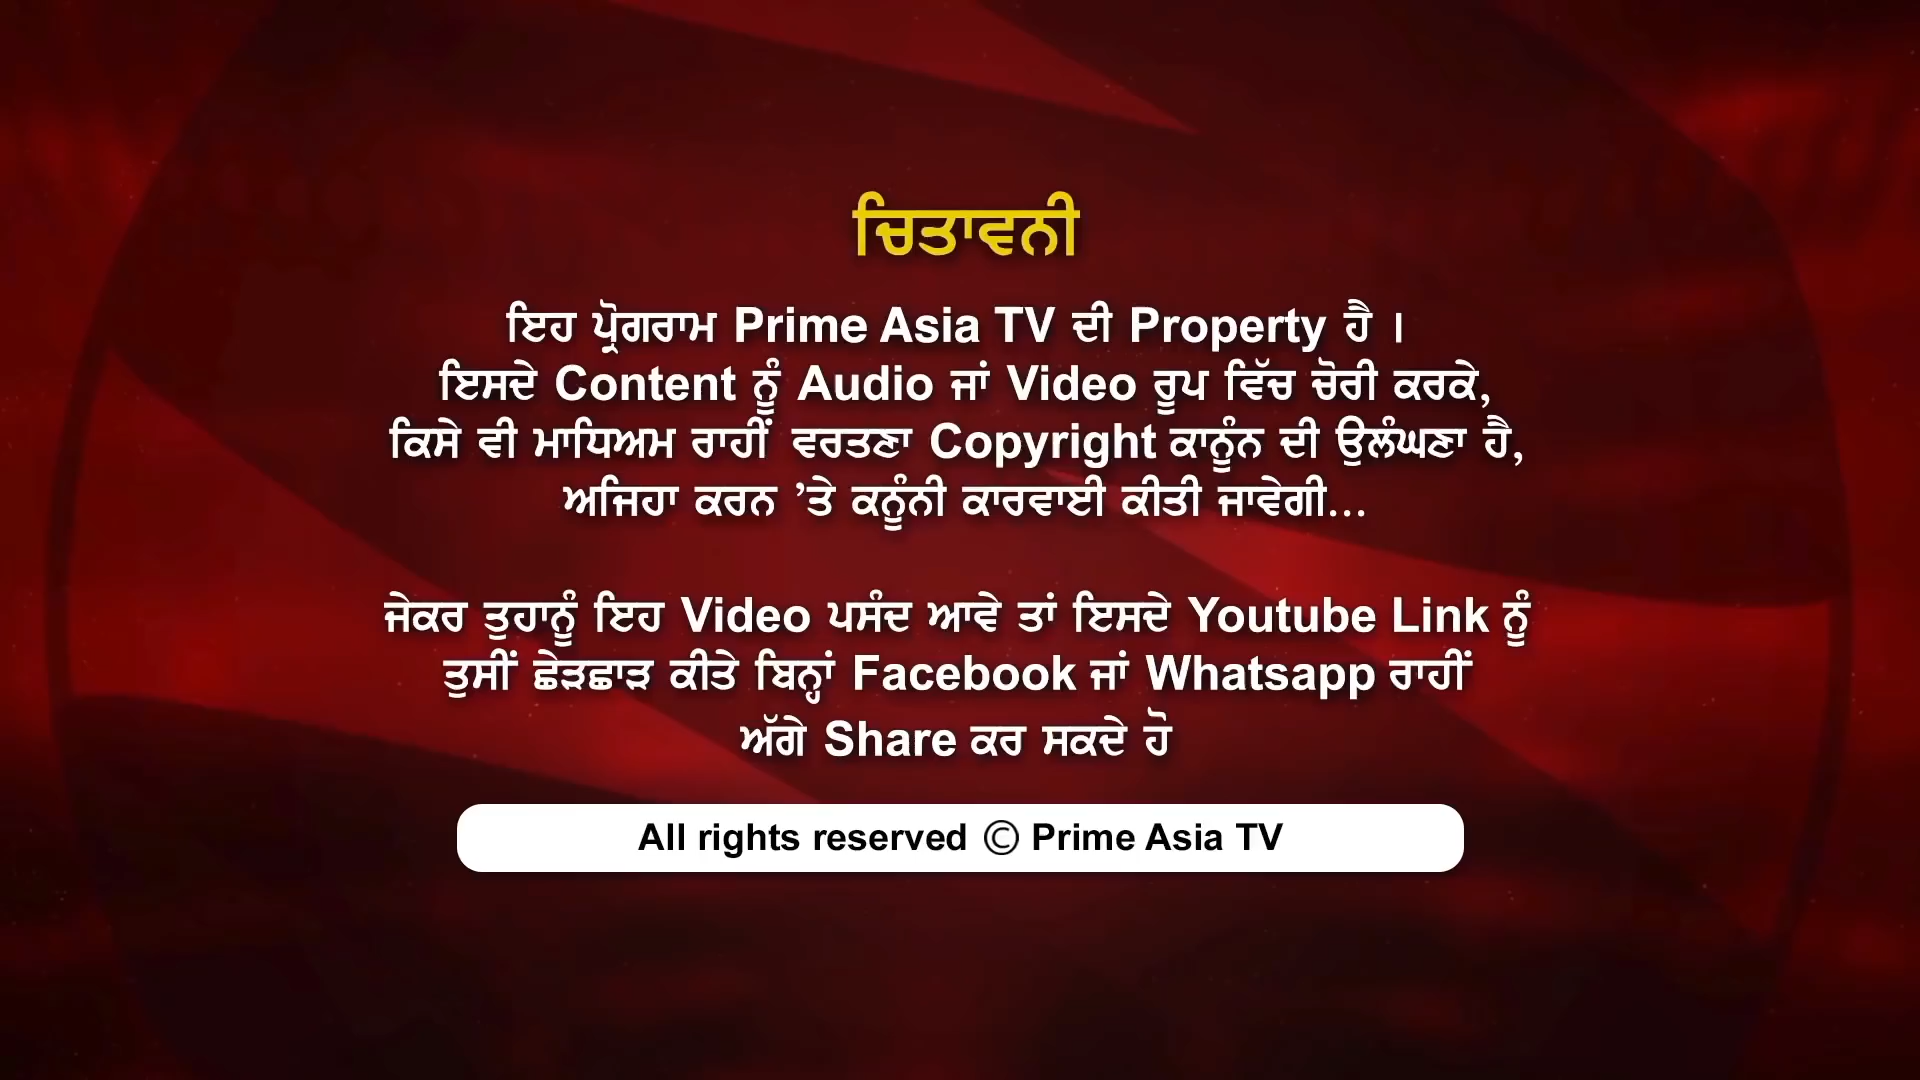 ਚਿਤਾਵਨੀ
ਇਹ ਪ੍ਰੋਗਰਾਮ Prime Asia TV ਦੀ Property ਹੈ ।
ਇਸਦੇ Content ਨੂੰ Audio ਜਾਂ Video ਰੂਪ ਵਿੱਚ ਚੋਰੀ ਕਰਕੇ,
ਕਿਸੇ ਵੀ ਮਾਧਿਅਮ ਰਾਹੀਂ ਵਰਤਣਾ Copyright ਕਾਨੂੰਨ ਦੀ ਉਲੰਘਣਾ ਹੈ,
ਅਜਿਹਾ ਕਰਨ ’ਤੇ ਕਨੂੰਨੀ ਕਾਰਵਾਈ ਕੀਤੀ ਜਾਵੇਗੀ...
ਜੇਕਰ ਤੁਹਾਨੂੰ ਇਹ Video ਪਸੰਦ ਆਵੇ ਤਾਂ ਇਸਦੇ Youtube Link ਨੂੰ
ਤੁਸੀਂ ਛੇੜਛਾੜ ਕੀਤੇ ਬਿਨ੍ਹਾਂ Facebook ਜਾਂ Whatsapp ਰਾਹੀਂ
ਅੱਗੇ Share ਕਰ ਸਕਦੇ ਹੋ
All rights reserved © Prime Asia TV